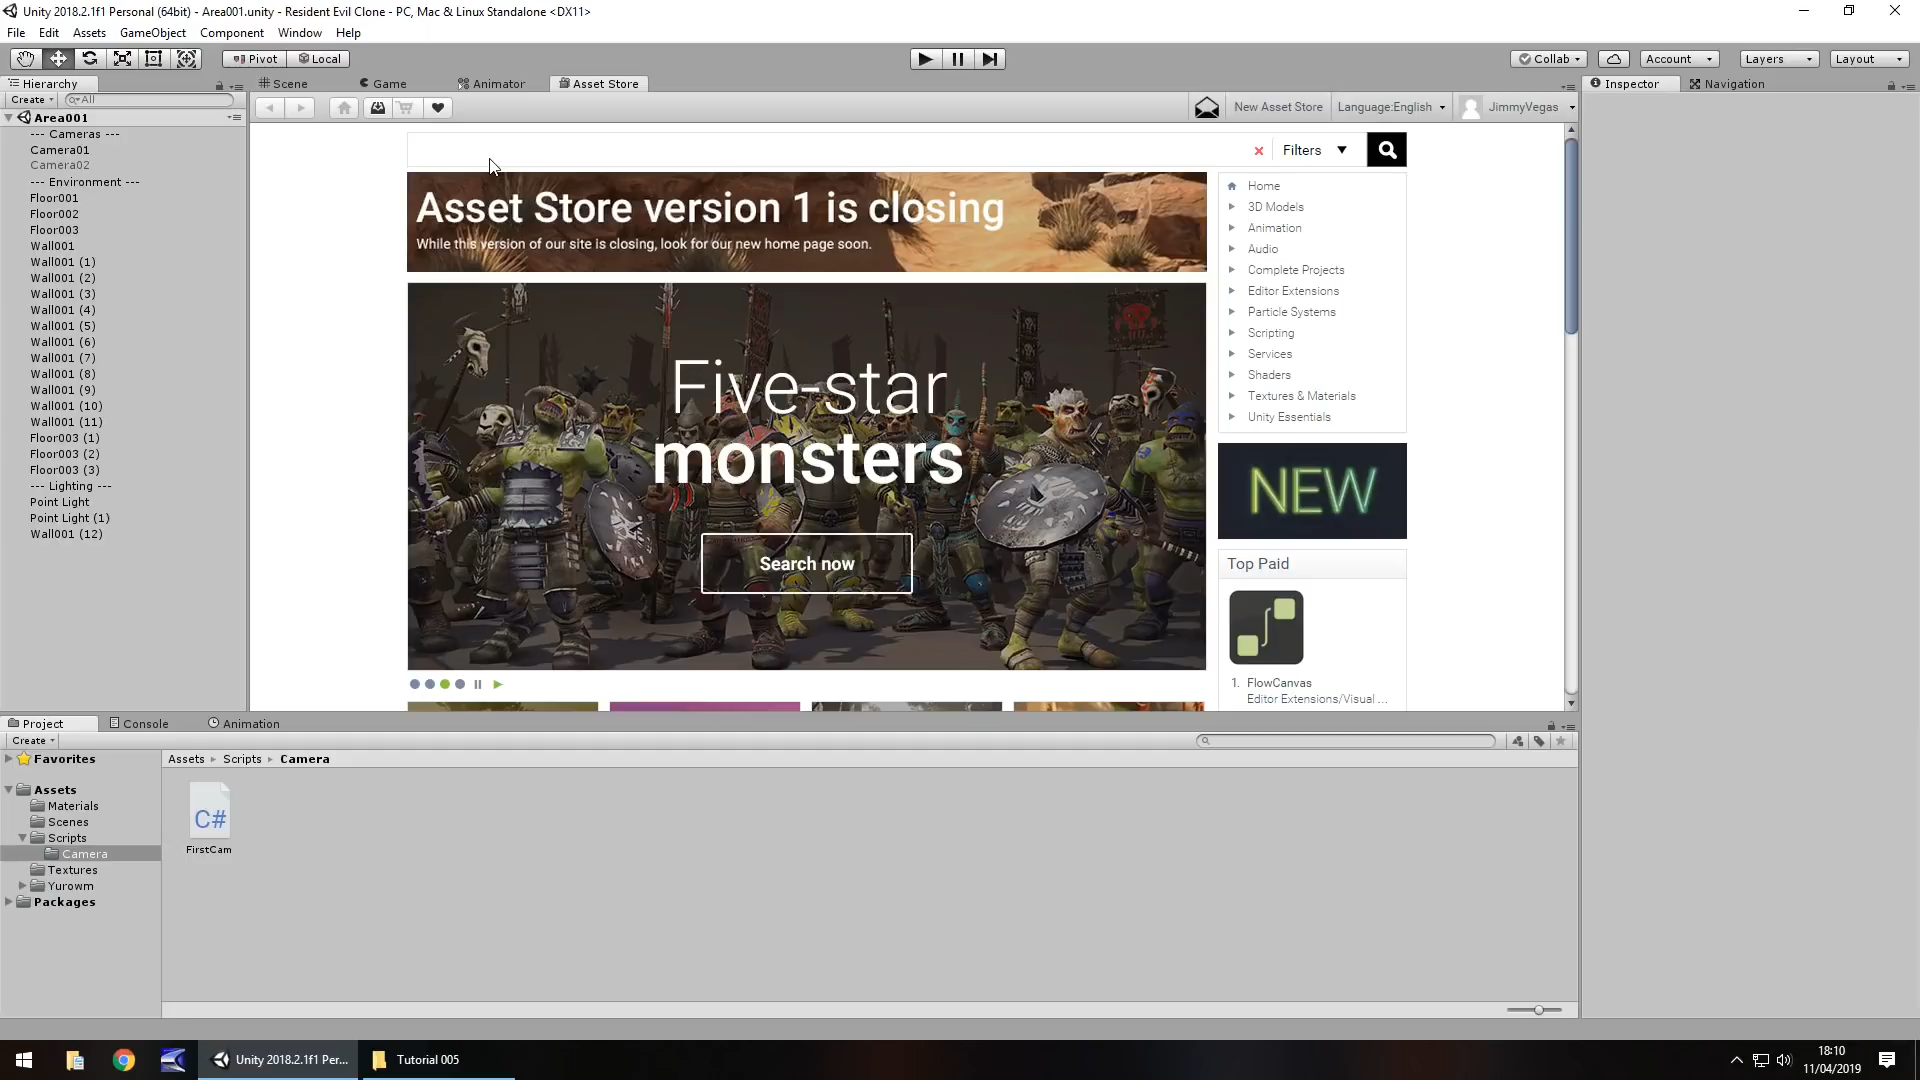 Unity 2018.2.1f1 Personal (64bit) - Area001.unity - Resident Evil Clone - PC, Mac & Linux Standalone <DX11>
File Edit Assets GameObject Component Window Help
Pivot Local Collab Account Layers Layout
Hierarchy Scene Game Animator Asset Store Inspector Navigation
Create All
New Asset Store Language:English JimmyVegas
Area001
--- Cameras ---
Camera01
Camera02
--- Environment ---
Floor001
Floor002
Floor003
Wall001
Wall001 (1)
Wall001 (2)
Wall001 (3)
Wall001 (4)
Wall001 (5)
Wall001 (6)
Wall001 (7)
Wall001 (8)
Wall001 (9)
Wall001 (10)
Wall001 (11)
Floor003 (1)
Floor003 (2)
Floor003 (3)
--- Lighting ---
Point Light
Point Light (1)
Wall001 (12)
Filters
Asset Store version 1 is closing
While this version of our site is closing, look for our new home page soon.
Five-star
monsters
Search now
Home
3D Models
Animation
Audio
Complete Projects
Editor Extensions
Particle Systems
Scripting
Services
Shaders
Textures & Materials
Unity Essentials
NEW
Top Paid
1. FlowCanvas
Editor Extensions/Visual ...
Project Console Animation
Create
Favorites
Assets
Materials
Scenes
Scripts
Camera
Textures
Yurowm
Packages
Assets Scripts Camera
C#
FirstCam
Unity 2018.2.1f1 Per... Tutorial 005
18:10
11/04/2019